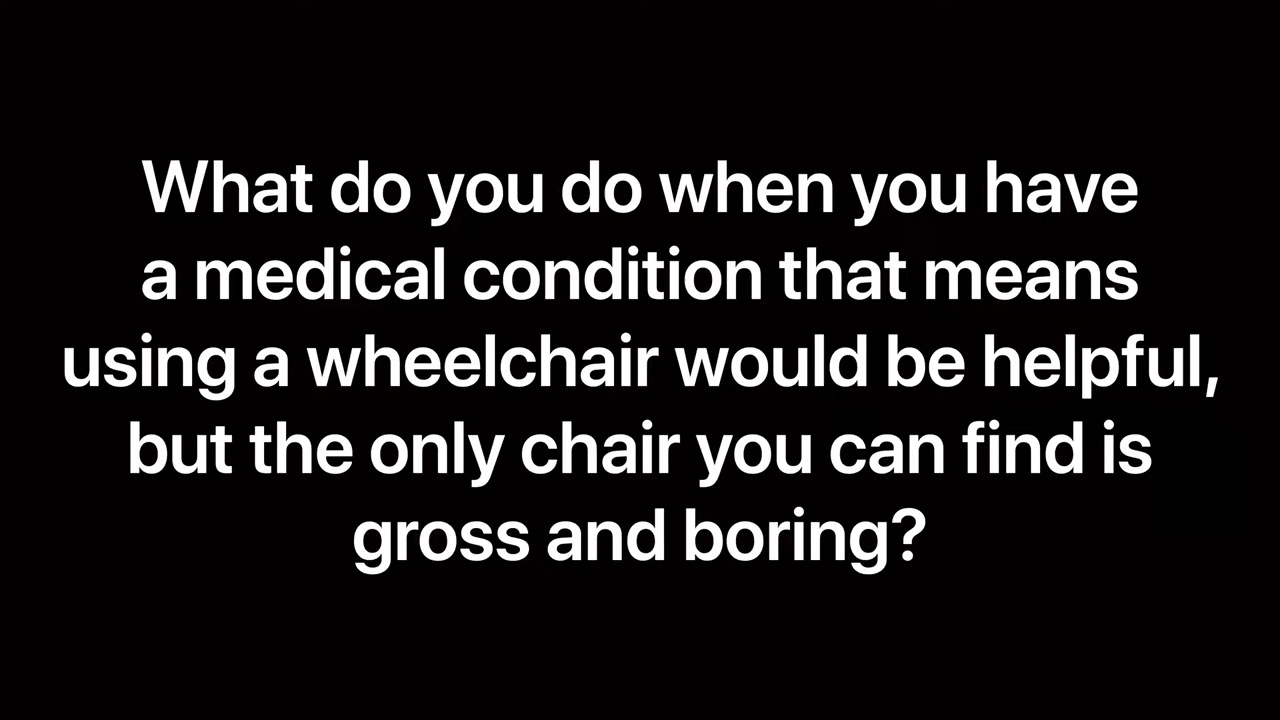 What do you do when you have
a medical condition that means
using a wheelchair would be helpful,
but the only chair you can find is
gross and boring?